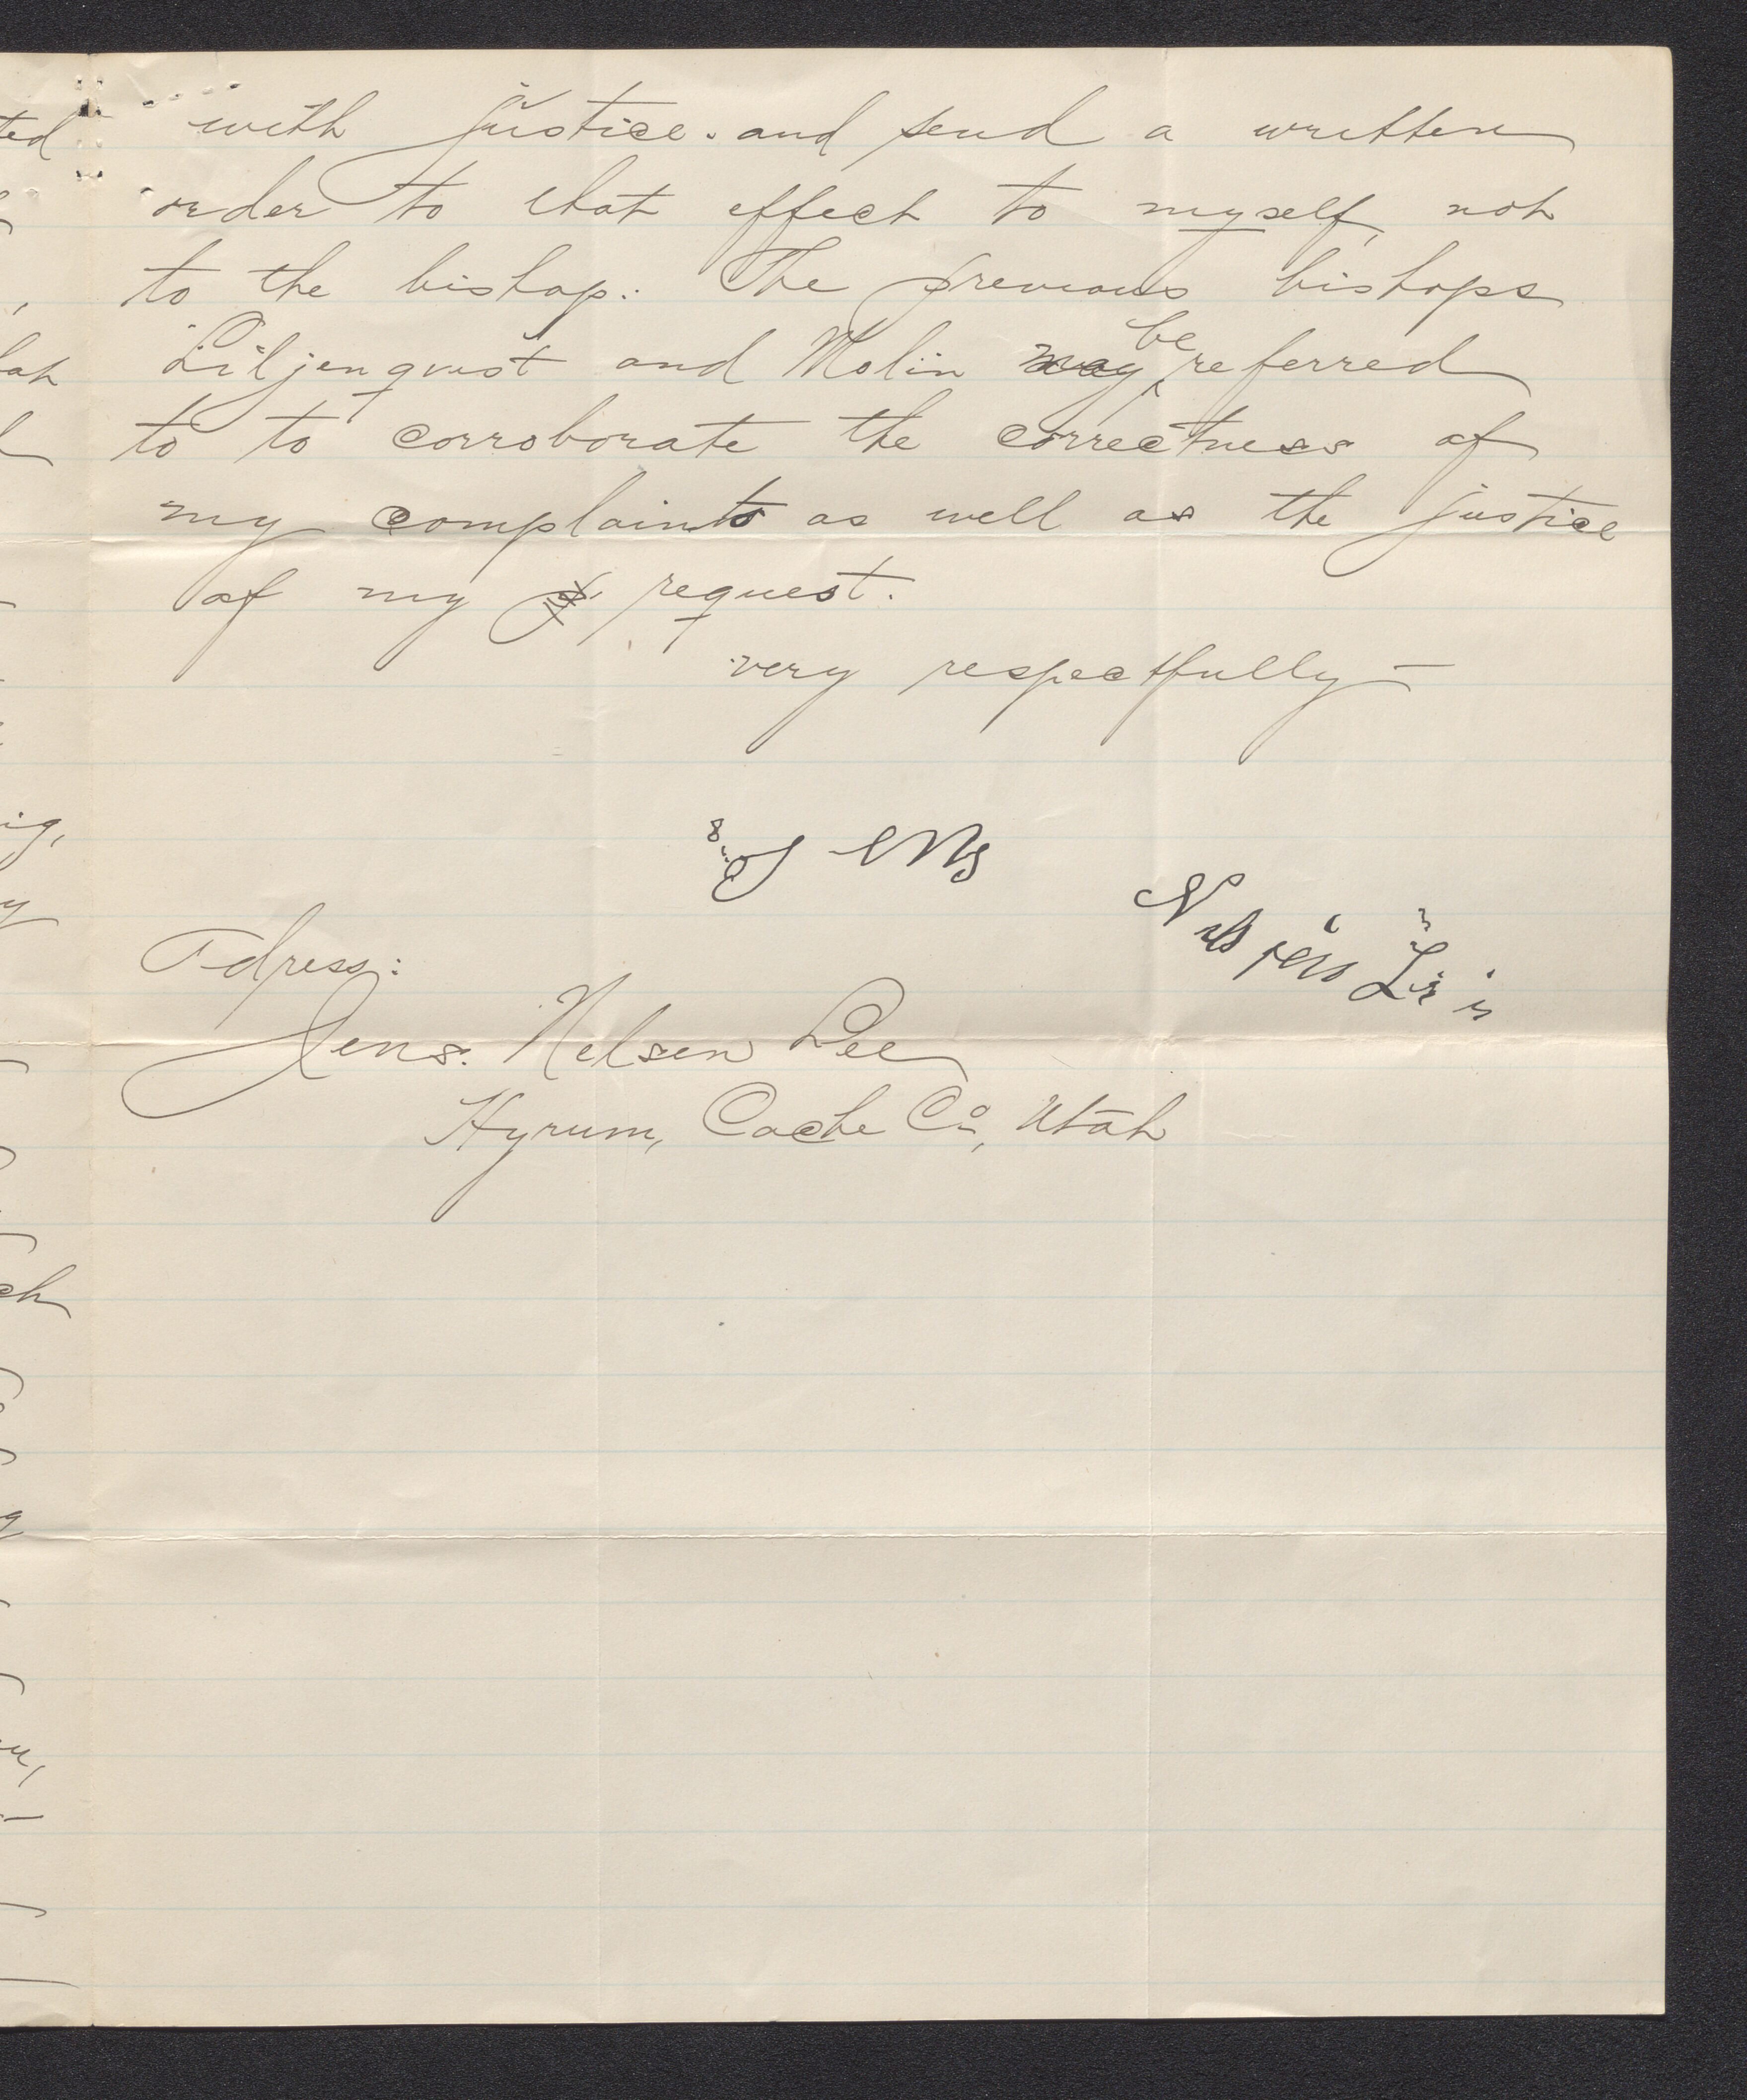 with justice. and send a written
order to that effect to myself, not
to the bishop. The previous bishops
Liljenqvist and Molin may be referred
to to corroborate the correctness of
my complaints as well as the justice
of my request.
very respectfully
Adress:
Jens. Nelsen Lee
Hyrum, Cache Co, Utah